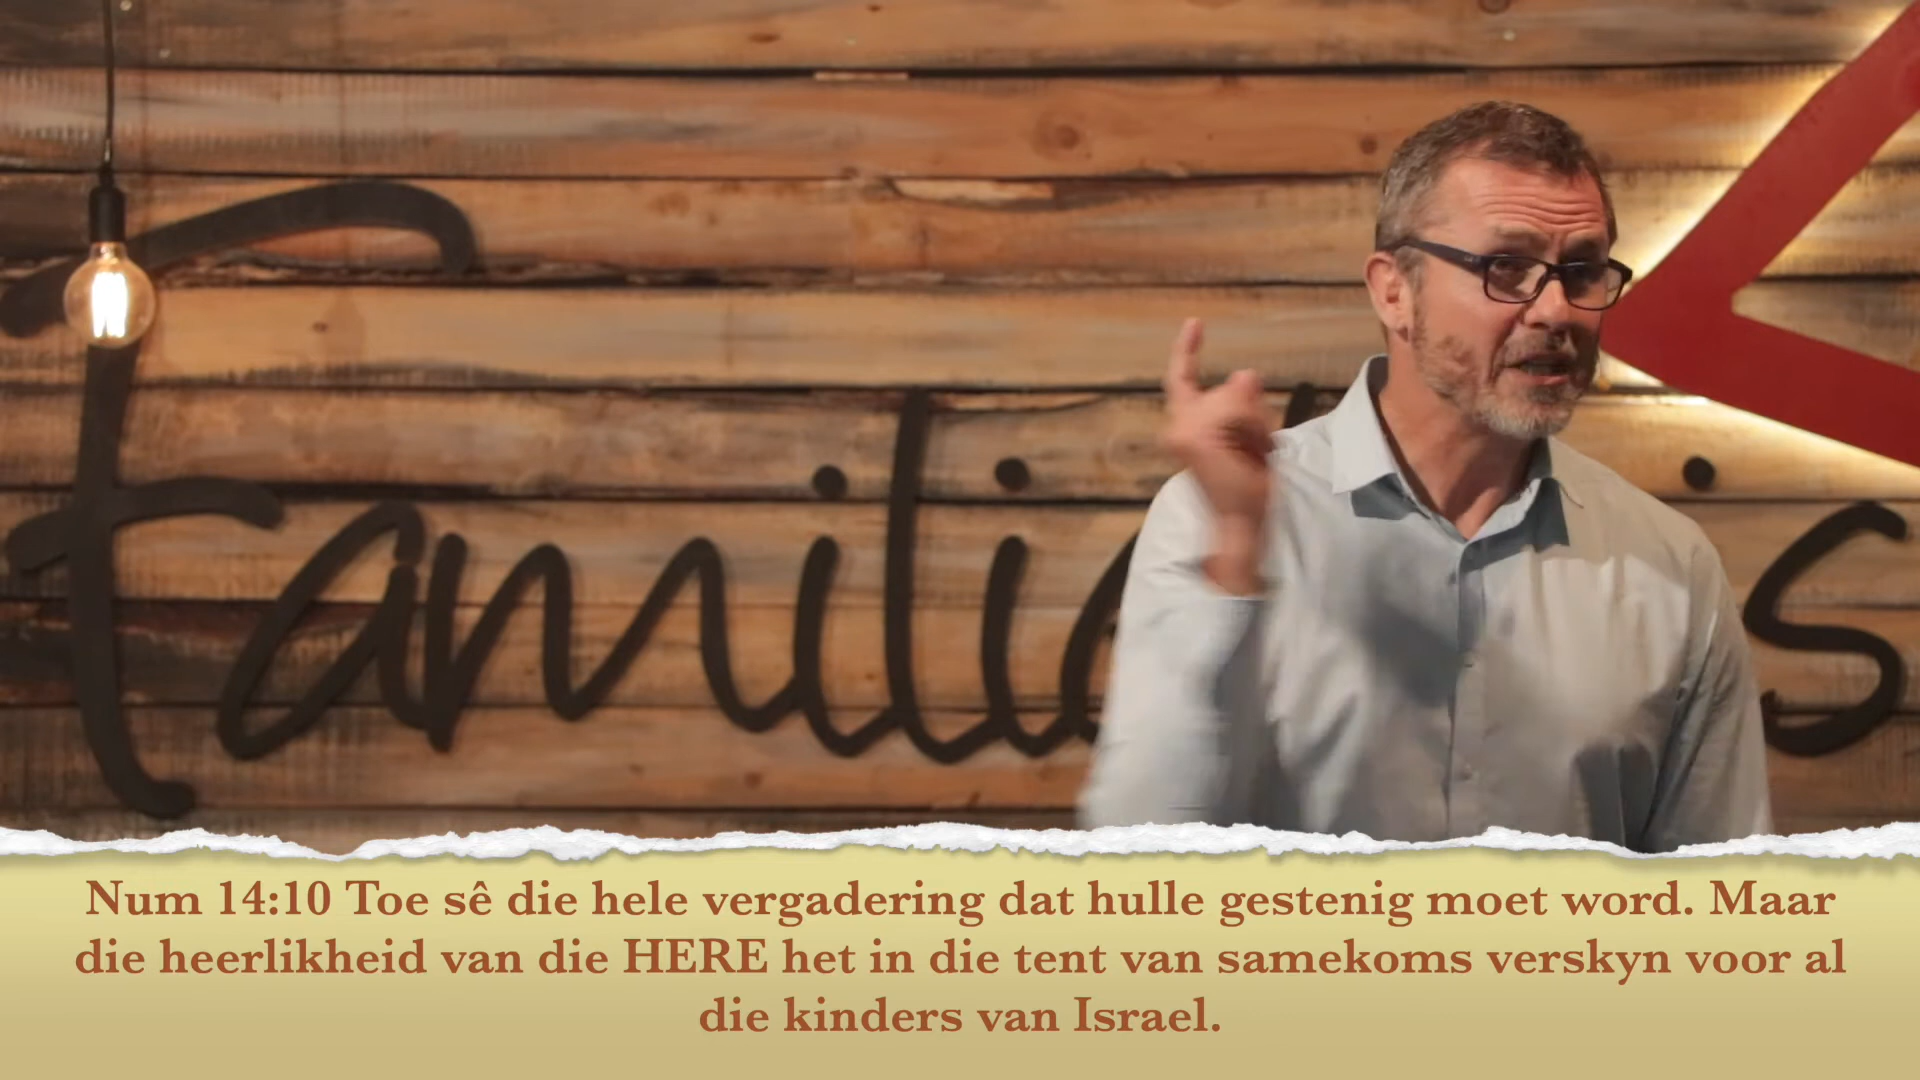 Familie
s
Num 14:10 Toe sê die hele vergadering dat hulle gestenig moet word. Maar
die heerlikheid van die HERE het in die tent van samekoms verskyn voor al
die kinders van Israel.